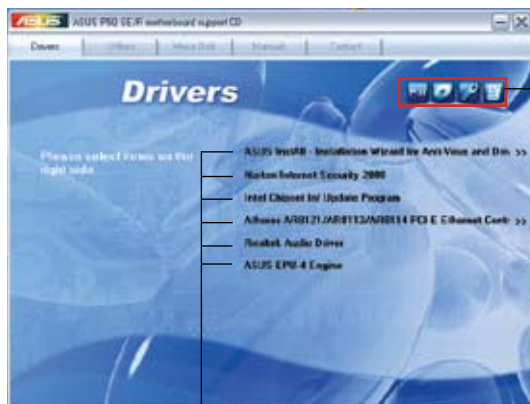 ASUS P5Q SE/R motherboard support CD
Drivers Utilities Make Disk Manuals Contact
Drivers
Please select items on the
right side
ASUS InstAll - Installation Wizard for Anti-Virus and Driv >>
Norton Internet Security 2008
Intel Chipset Inf Update Program
Atheros AR8121/AR8113/AR8114 PCI-E Ethernet Contr >>
Realtek Audio Driver
ASUS EPU-4 Engine